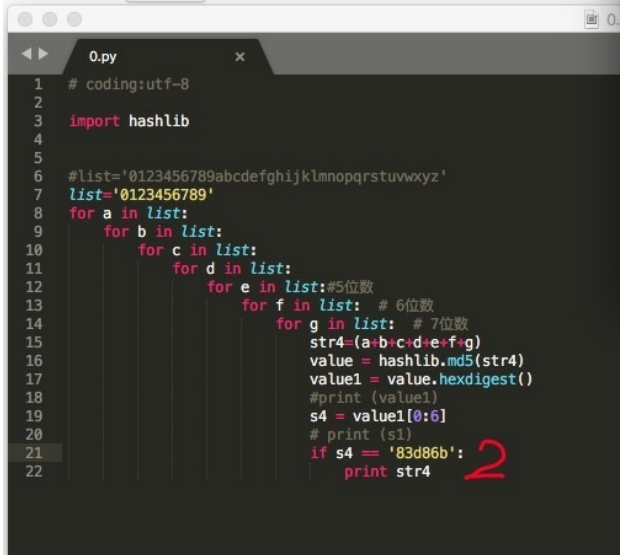 0.
0.py ×
1 # coding:utf-8
2
3 import hashlib
4
5
6 #list='0123456789abcdefghijklmnopqrstuvwxyz'
7 list='0123456789'
8 for a in list:
9 for b in list:
10 for c in list:
11 for d in list:
12 for e in list:#5位数
13 for f in list: # 6位数
14 for g in list: # 7位数
15 str4=(a+b+c+d+e+f+g)
16 value = hashlib.md5(str4)
17 value1 = value.hexdigest()
18 #print (value1)
19 s4 = value1[0:6]
20 # print (s1)
21 if s4 == '83d86b':
22 print str4
2